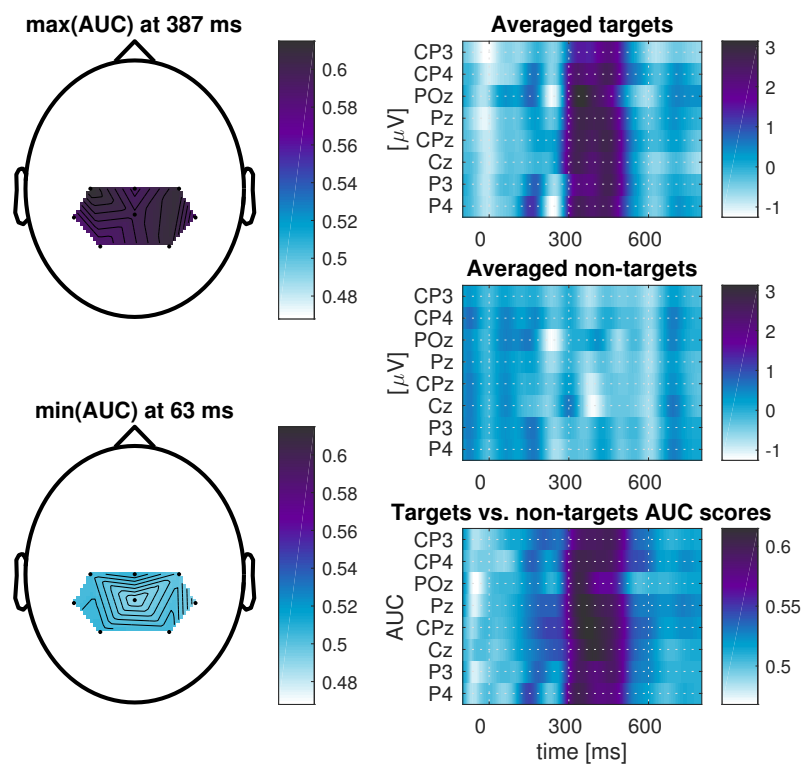 max(AUC) at 387 ms
0.6
0.58
0.56
0.54
0.52
0.5
0.48
min(AUC) at 63 ms
0.6
0.58
0.56
0.54
0.52
0.5
0.48
Averaged targets
[μV]
CP3
CP4
POz
Pz
CPz
Cz
P3
P4
0 300 600
3
2
1
0
-1
Averaged non-targets
[μV]
CP3
CP4
POz
Pz
CPz
Cz
P3
P4
0 300 600
3
2
1
0
-1
Targets vs. non-targets AUC scores
AUC
CP3
CP4
POz
Pz
CPz
Cz
P3
P4
0 300 600
time [ms]
0.6
0.55
0.5